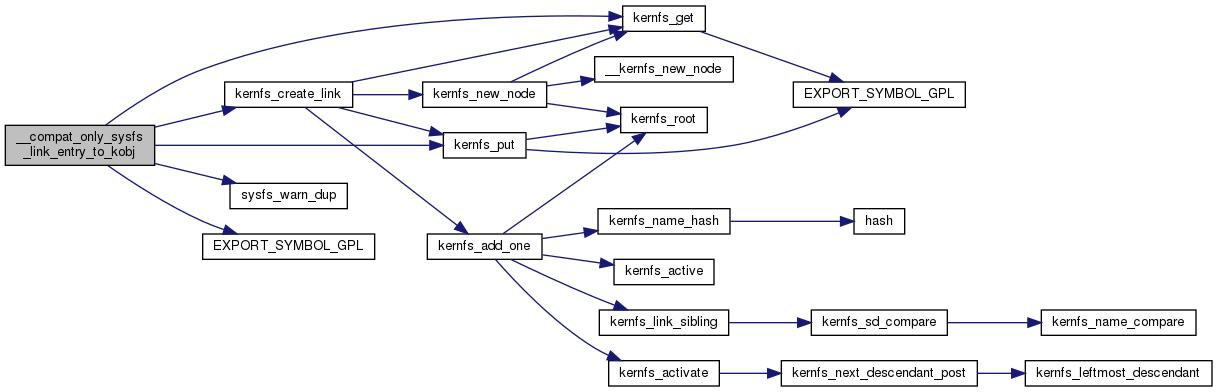 __compat_only_sysfs
_link_entry_to_kobj
kernfs_create_link
kernfs_put
sysfs_warn_dup
EXPORT_SYMBOL_GPL
kernfs_new_node
kernfs_add_one
kernfs_get
__kernfs_new_node
kernfs_root
kernfs_name_hash
kernfs_active
kernfs_link_sibling
kernfs_activate
EXPORT_SYMBOL_GPL
hash
kernfs_sd_compare
kernfs_next_descendant_post
kernfs_name_compare
kernfs_leftmost_descendant